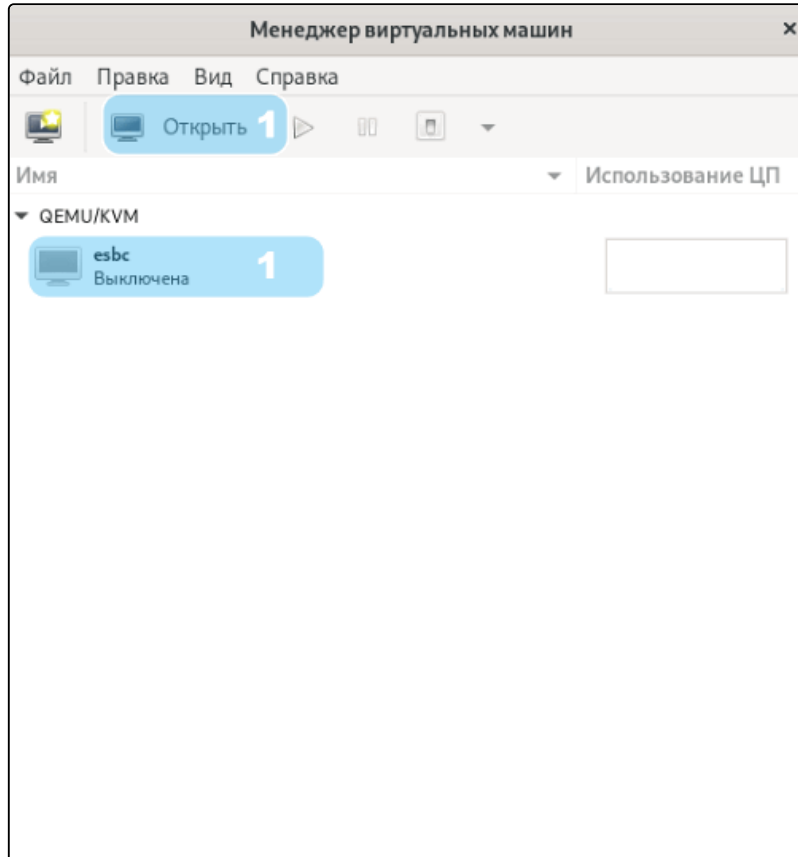 Менеджер виртуальных машин ×
Файл Правка Вид Справка
Открыть 1
Имя Использование ЦП
QEMU/KVM
esbc
Выключена
1